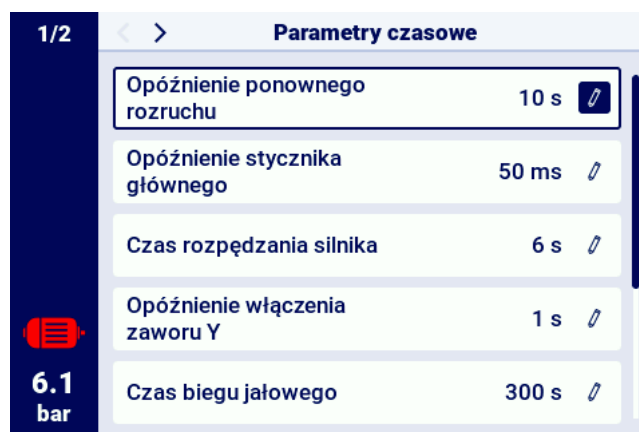 1/2
Parametry czasowe
Opóźnienie ponownego
rozruchu
10 s
Opóźnienie stycznika
głównego
50 ms
Czas rozpędzania silnika
6 s
Opóźnienie włączenia
zaworu Y
1 s
Czas biegu jałowego
300 s
6.1
bar